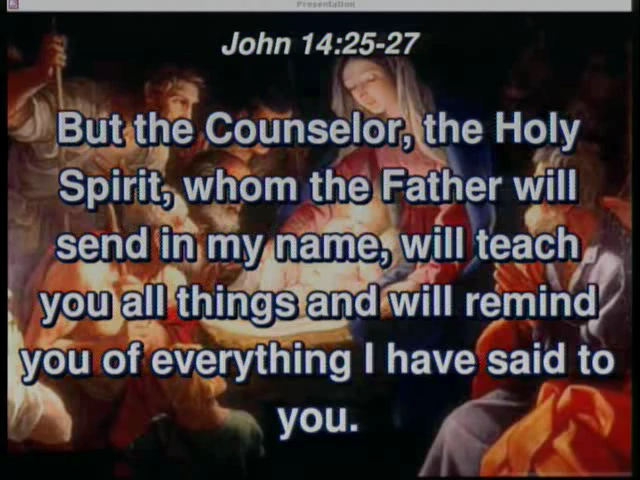 Presentation
John 14:25-27
But the Counselor, the Holy
Spirit, whom the Father will
send in my name, will teach
you all things and will remind
you of everything I have said to
you.